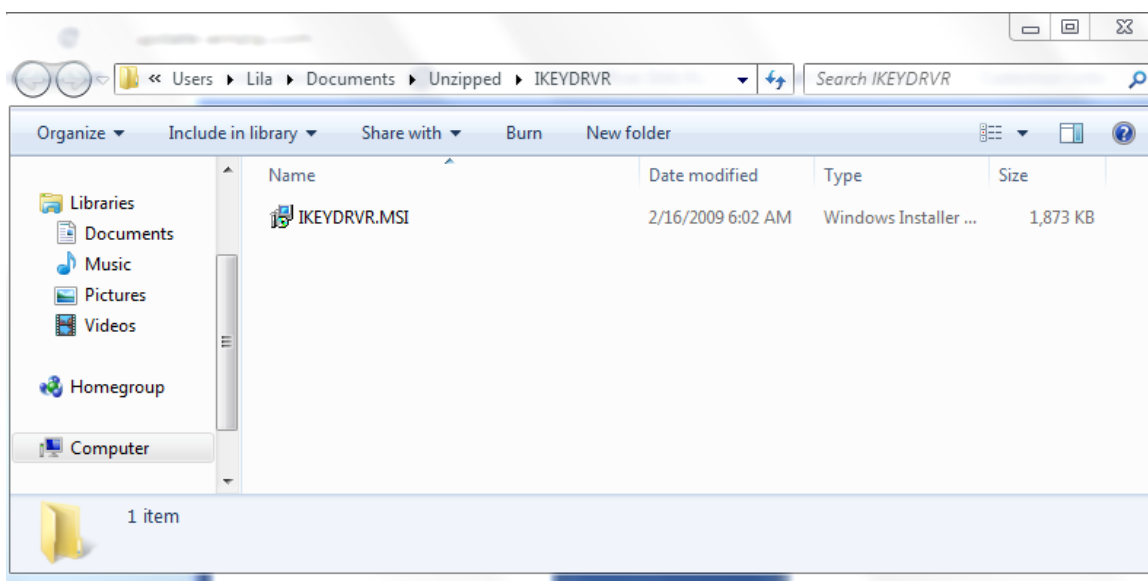 « Users ▸ Lila ▸ Documents ▸ Unzipped ▸ IKEYDRVR Search IKEYDRVR
Organize Include in library Share with Burn New folder
Name Date modified Type Size
Libraries
IKEYDRVR.MSI 2/16/2009 6:02 AM Windows Installer ... 1,873 KB
Documents
Music
Pictures
Videos
Homegroup
Computer
1 item